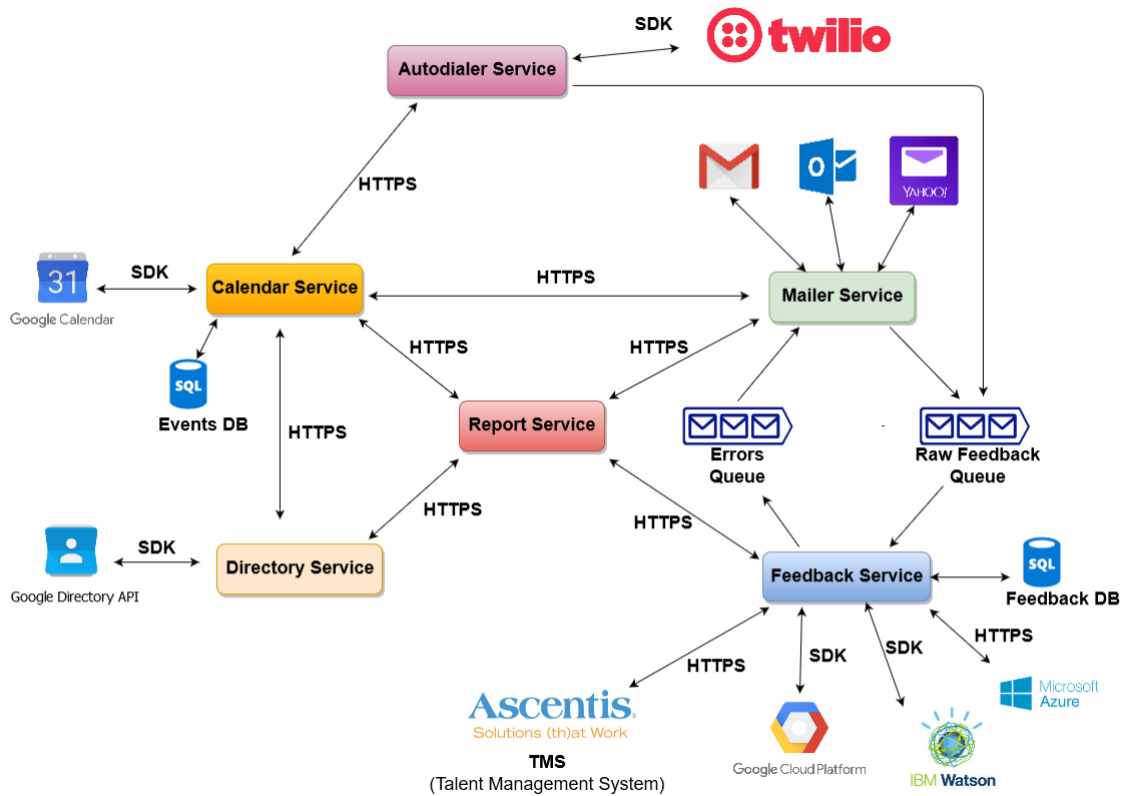 SDK
twilio
Autodialer Service
HTTPS
YAHOO!
31
SDK
Google Calendar
Calendar Service
HTTPS
Mailer Service
SQL
Events DB
HTTPS
HTTPS
HTTPS
Report Service
Errors
Queue
Raw Feedback
Queue
HTTPS
HTTPS
SDK
Google Directory API
Directory Service
Feedback Service
SQL
Feedback DB
HTTPS
SDK
SDK
HTTPS
Ascentis
Solutions (th)at Work
TMS
(Talent Management System)
Google Cloud Platform
IBM Watson
Microsoft
Azure